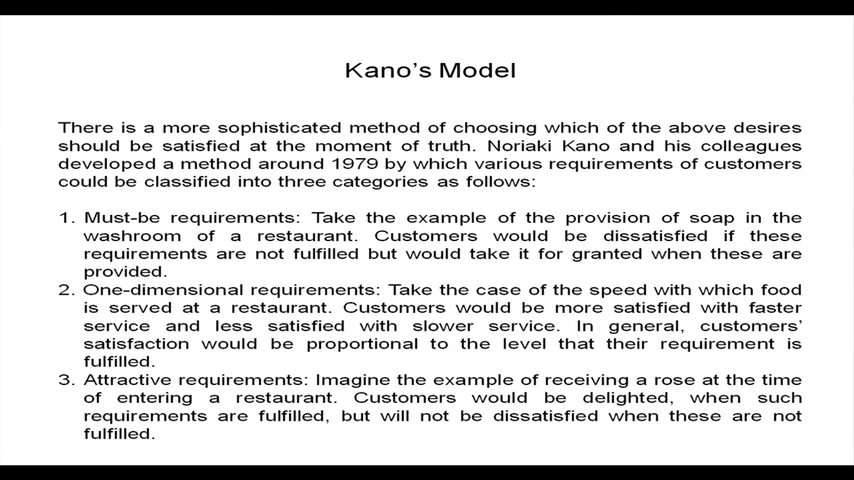 Kano's Model
There is a more sophisticated method of choosing which of the above desires
should be satisfied at the moment of truth. Noriaki Kano and his colleagues
developed a method around 1979 by which various requirements of customers
could be classified into three categories as follows:
1. Must-be requirements: Take the example of the provision of soap in the
washroom of a restaurant. Customers would be dissatisfied if these
requirements are not fulfilled but would take it for granted when these are
provided.
2. One-dimensional requirements: Take the case of the speed with which food
is served at a restaurant. Customers would be more satisfied with faster
service and less satisfied with slower service. In general, customers'
satisfaction would be proportional to the level that their requirement is
fulfilled.
3. Attractive requirements: Imagine the example of receiving a rose at the time
of entering a restaurant. Customers would be delighted, when such
requirements are fulfilled, but will not be dissatisfied when these are not
fulfilled.